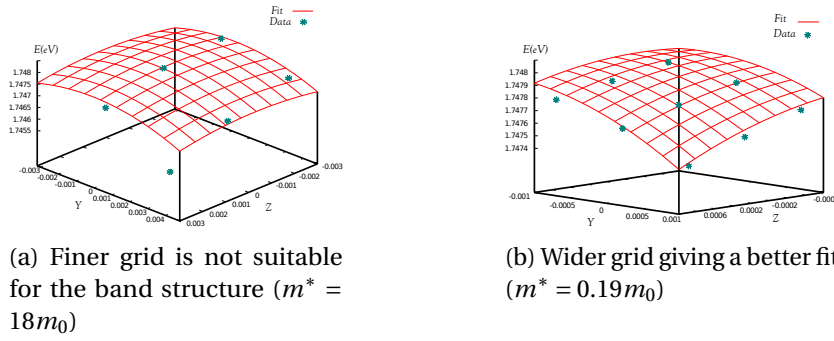 Fit
Data
E(eV)
1.748
1.7475
1.747
1.7465
1.746
1.7455
-0.003
-0.002
-0.001
0
0.001
0.002
0.003
0.004
Y
0.003
0.002
0.001
0
-0.001
-0.002
-0.003
Z
(a) Finer grid is not suitable
for the band structure (m* =
18m0)
Fit
Data
E(eV)
1.748
1.7479
1.7478
1.7477
1.7476
1.7475
1.7474
-0.001
-0.0005
0
0.0005
0.001
Y
0.0006
0.0002
-0.0002
-0.000
Z
(b) Wider grid giving a better fit
(m* = 0.19m0)